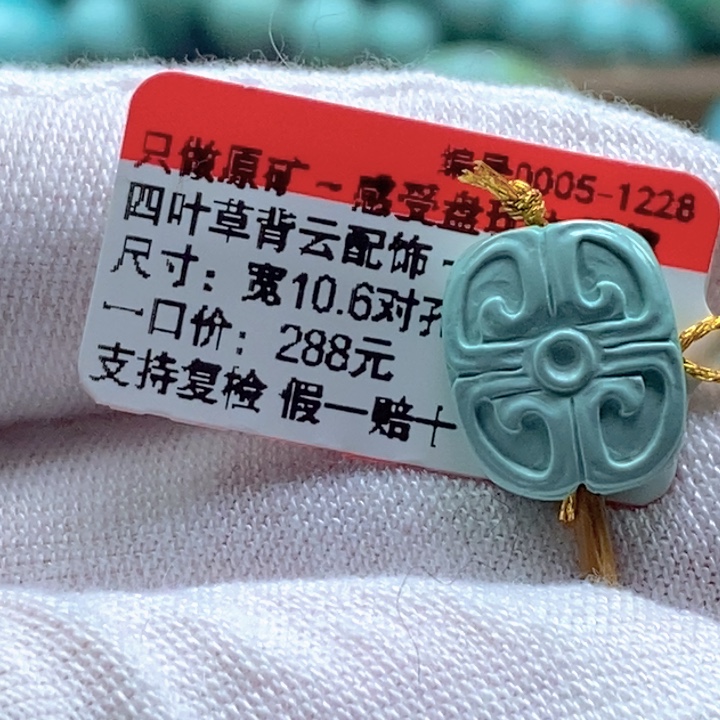 编号0005-1228
只做原矿~感受盘玩
四叶草背云配饰-
尺寸：宽10.6对孔
一口价：288元
支持复检 假一赔十